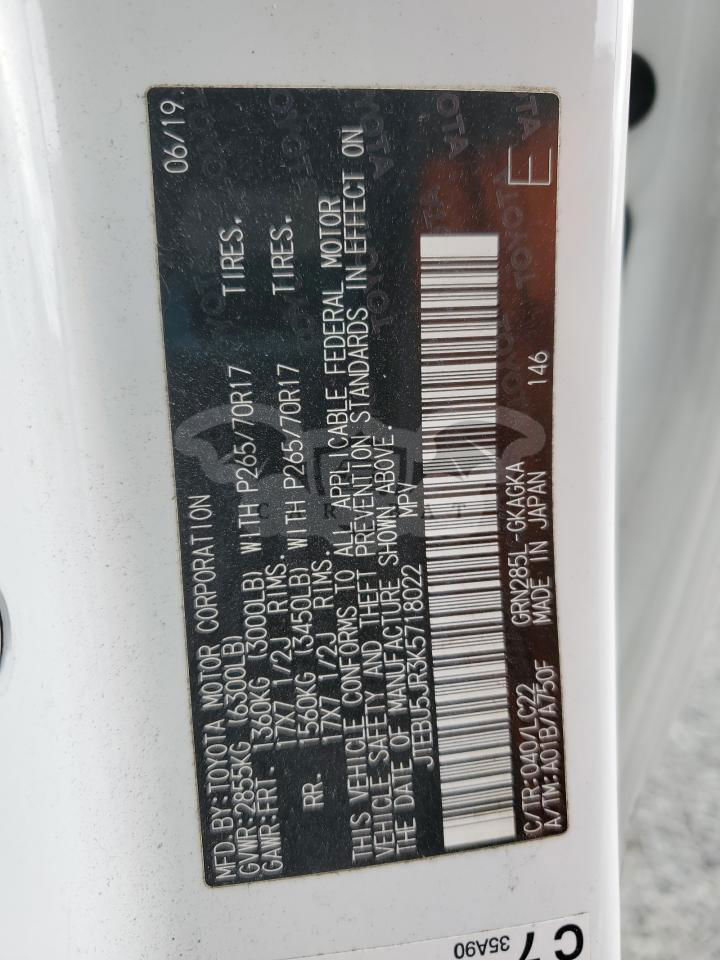 MFD.BY:TOYOTA MOTOR CORPORATION 06/19
GVWR:2855KG (6300LB)
GAWR:FRT. 1360KG (3000LB) WITH P265/70R17 TIRES.
17X7 1/2J RIMS.
RR. 1560KG (3450LB) WITH P265/70R17 TIRES.
17X7 1/2J RIMS.
THIS VEHICLE CONFORMS TO ALL APPLICABLE FEDERAL MOTOR
VEHICLE SAFETY AND THEFT PREVENTION STANDARDS IN EFFECT ON
THE DATE OF MANUFACTURE SHOWN ABOVE.
JTEBU5JR3K5718022 MPV
E
C/TR:040/LC22 GRN285L -GKAGKA 146
A/TM:A01B/A750F MADE IN JAPAN
TOYOTA
C7
35A90